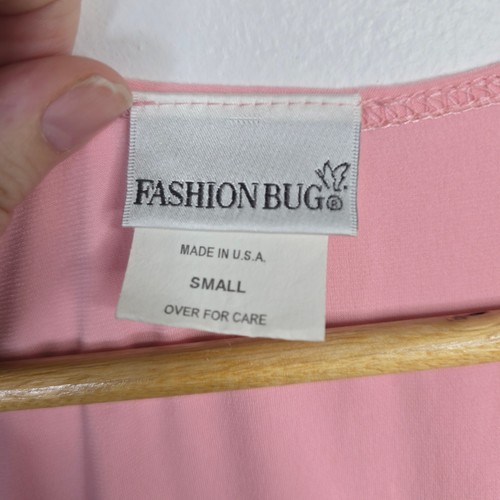 FASHION BUG®
MADE IN U.S.A.
SMALL
OVER FOR CARE